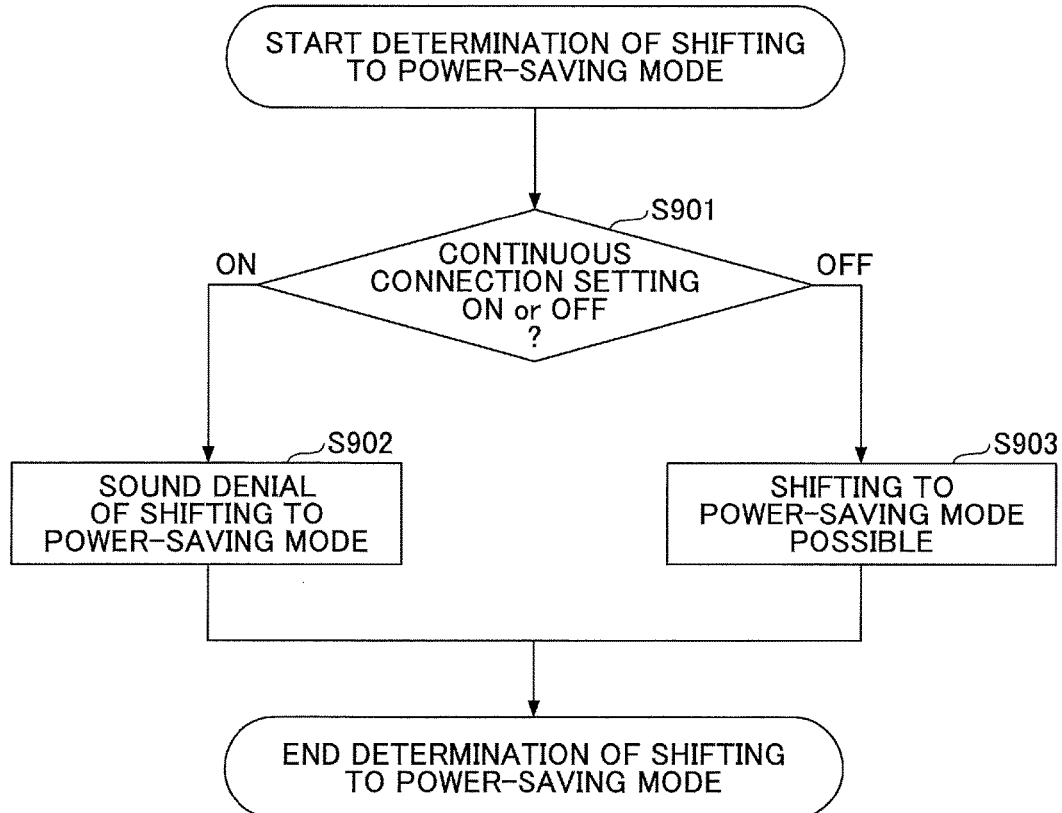 START DETERMINATION OF SHIFTING
TO POWER-SAVING MODE
S901
CONTINUOUS
CONNECTION SETTING
ON or OFF
?
ON
OFF
S902
SOUND DENIAL
OF SHIFTING TO
POWER-SAVING MODE
S903
SHIFTING TO
POWER-SAVING MODE
POSSIBLE
END DETERMINATION OF SHIFTING
TO POWER-SAVING MODE